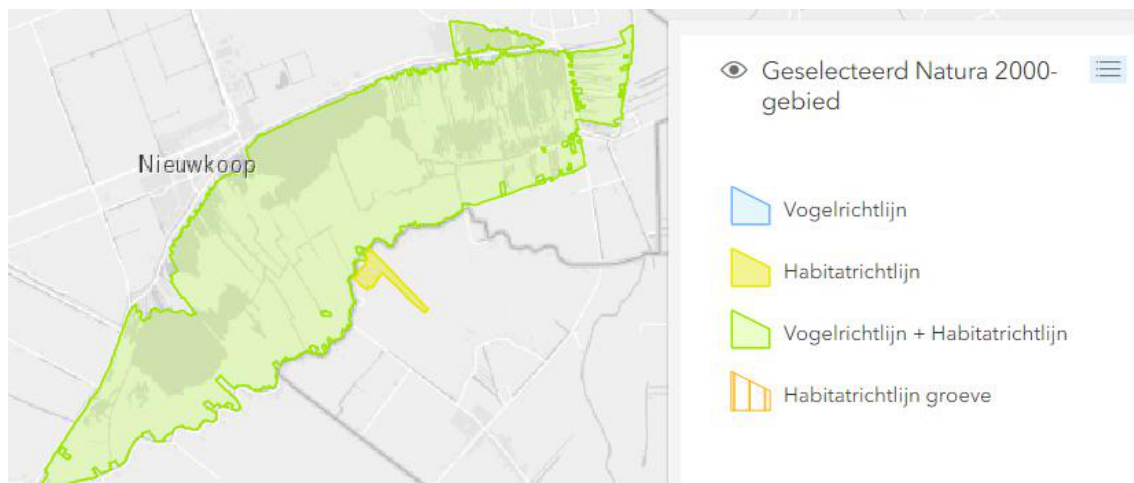 Nieuwkoop
Geselecteerd Natura 2000-
gebied
Vogelrichtlijn
Habitatrichtlijn
Vogelrichtlijn + Habitatrichtlijn
Habitatrichtlijn groeve